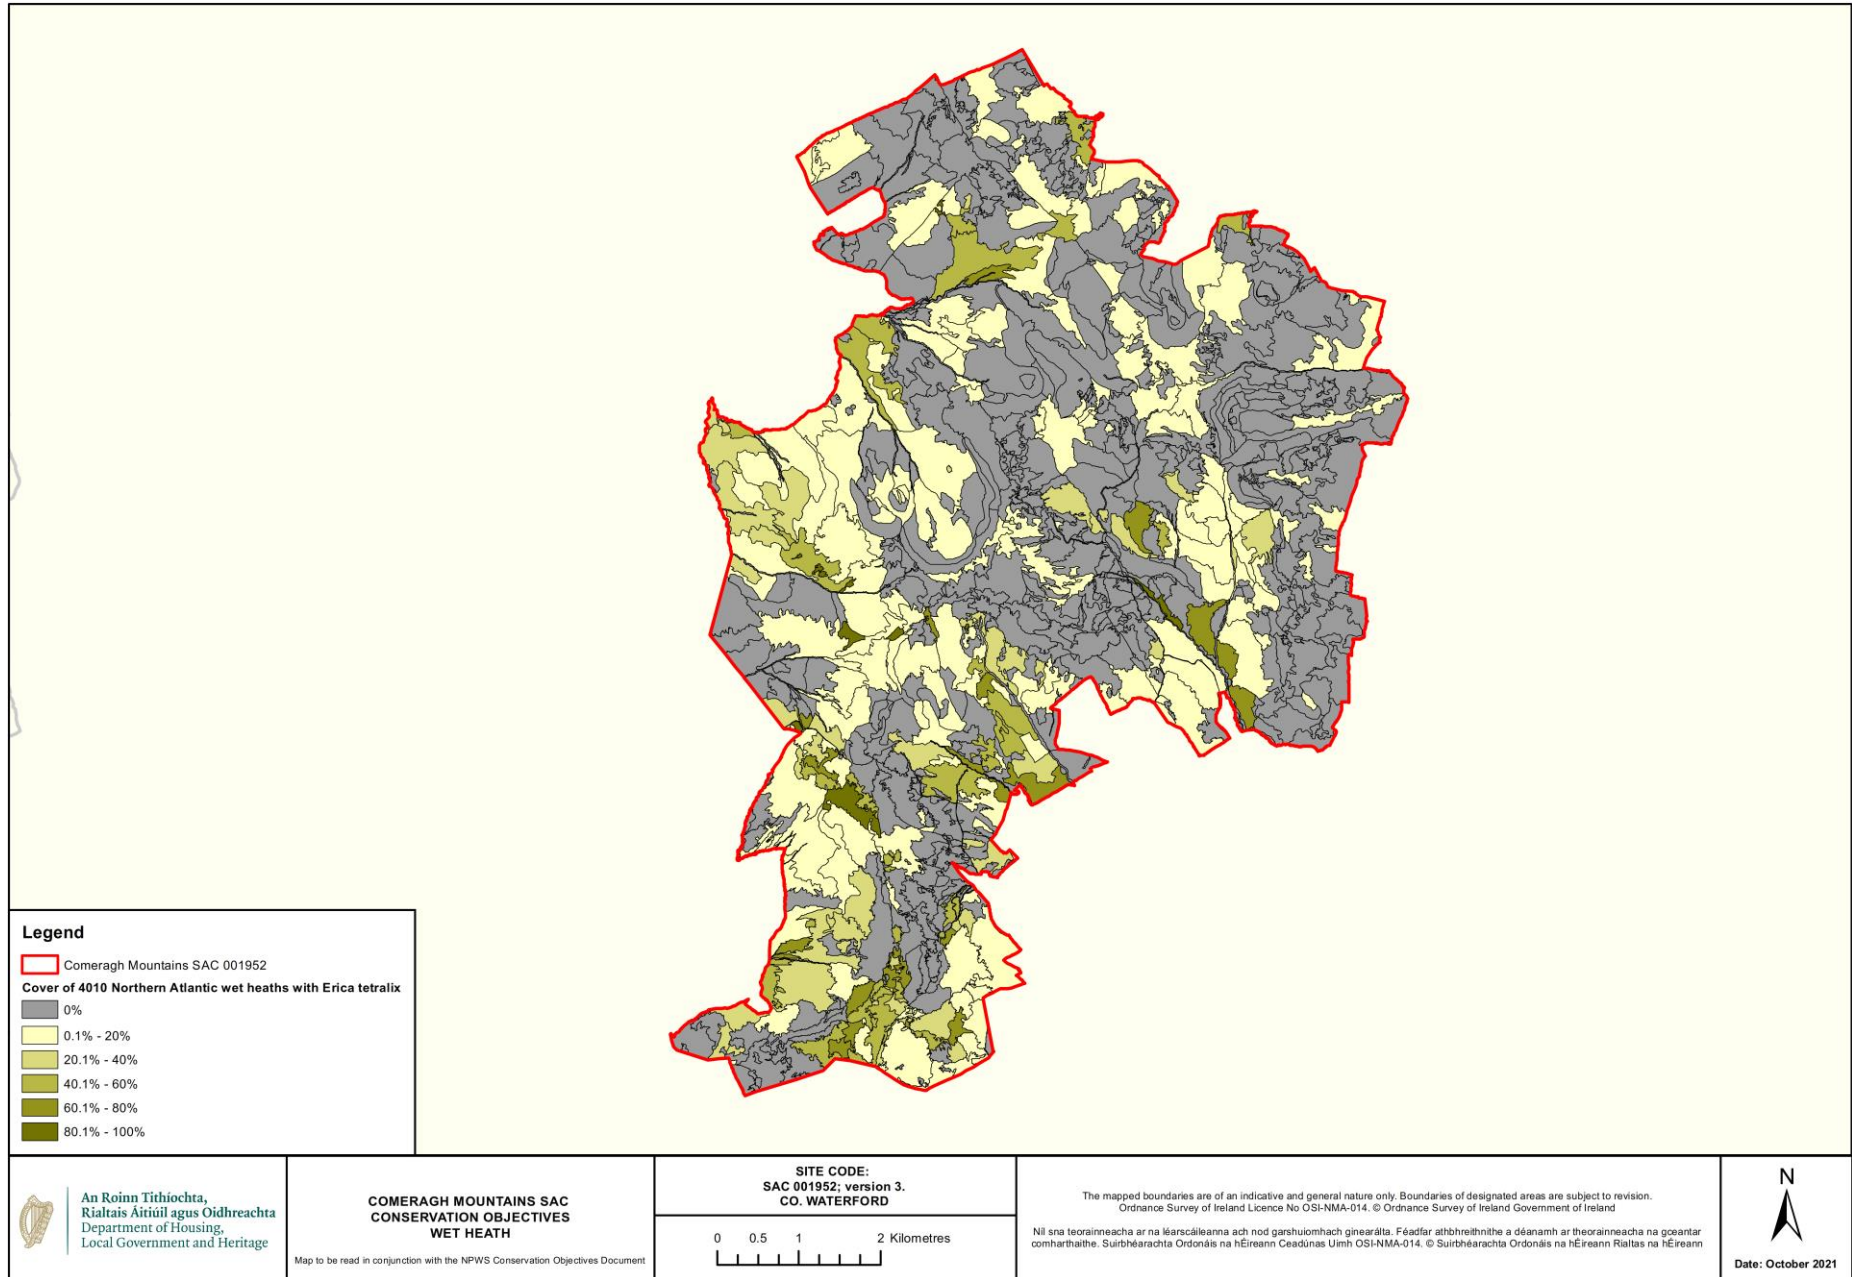 Legend
Comeragh Mountains SAC 001952
Cover of 4010 Northern Atlantic wet heaths with Erica tetralix
0%
0.1% - 20%
20.1% - 40%
40.1% - 60%
60.1% - 80%
80.1% - 100%
An Roinn Tithíochta,
Rialtais Áitiúil agus Oidhreachta
Department of Housing,
Local Government and Heritage
COMERAGH MOUNTAINS SAC
CONSERVATION OBJECTIVES
WET HEATH
Map to be read in conjunction with the NPWS Conservation Objectives Document
SITE CODE:
SAC 001952; version 3.
CO. WATERFORD
0 0.5 1 2 Kilometres
The mapped boundaries are of an indicative and general nature only. Boundaries of designated areas are subject to revision.
Ordnance Survey of Ireland Licence No OSI-NMA-014. © Ordnance Survey of Ireland Government of Ireland
Níl sna teorainneacha ar na léarscáileanna ach nod garshuiomhach ginearálta. Féadfar athbhreithnithe a déanamh ar theorainneacha na gceantar
comharthaithe. Suirbhéarachta Ordonáis na hÉireann Ceadúnas Uimh OSI-NMA-014. © Suirbhéarachta Ordonáis na hÉireann Rialtas na hÉireann
N
Date: October 2021